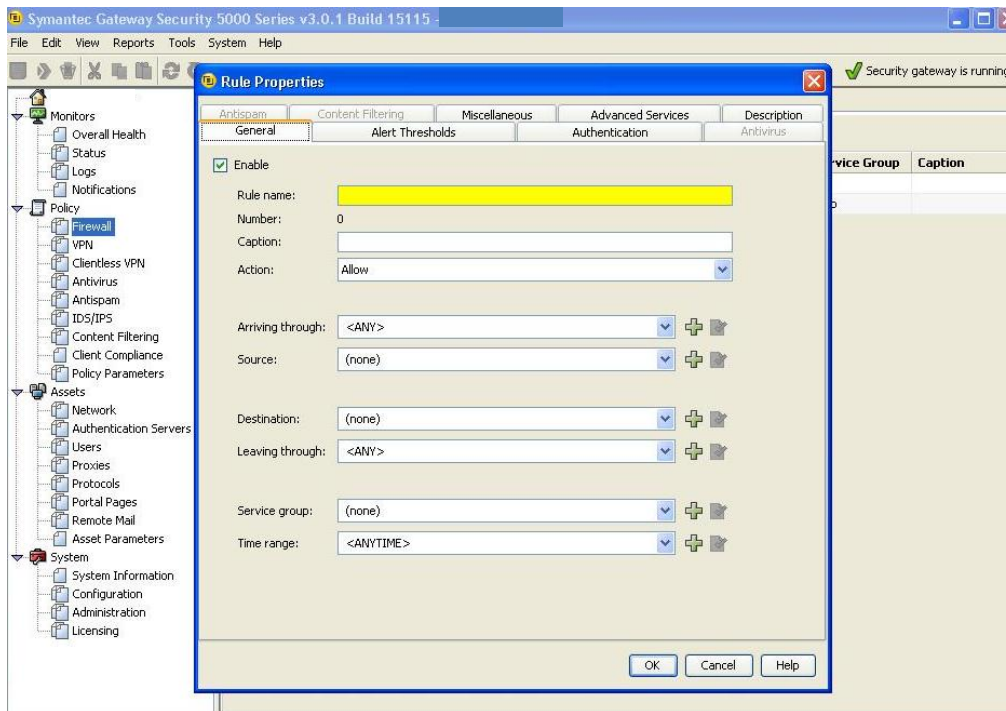 Symantec Gateway Security 5000 Series v3.0.1 Build 15115 -
File Edit View Reports Tools System Help
Security gateway is running
Monitors
Overall Health
Status
Logs
Notifications
Policy
Firewall
VPN
Clientless VPN
Antivirus
Antispam
IDS/IPS
Content Filtering
Client Compliance
Policy Parameters
Assets
Network
Authentication Servers
Users
Proxies
Protocols
Portal Pages
Remote Mail
Asset Parameters
System
System Information
Configuration
Administration
Licensing
Rule Properties
Antispam Content Filtering Miscellaneous Advanced Services Description
General Alert Thresholds Authentication Antivirus
Enable
Rule name:
Number: 0
Caption:
Action: Allow
Arriving through: <ANY>
Source: (none)
Destination: (none)
Leaving through: <ANY>
Service group: (none)
Time range: <ANYTIME>
OK Cancel Help
rvice Group Caption